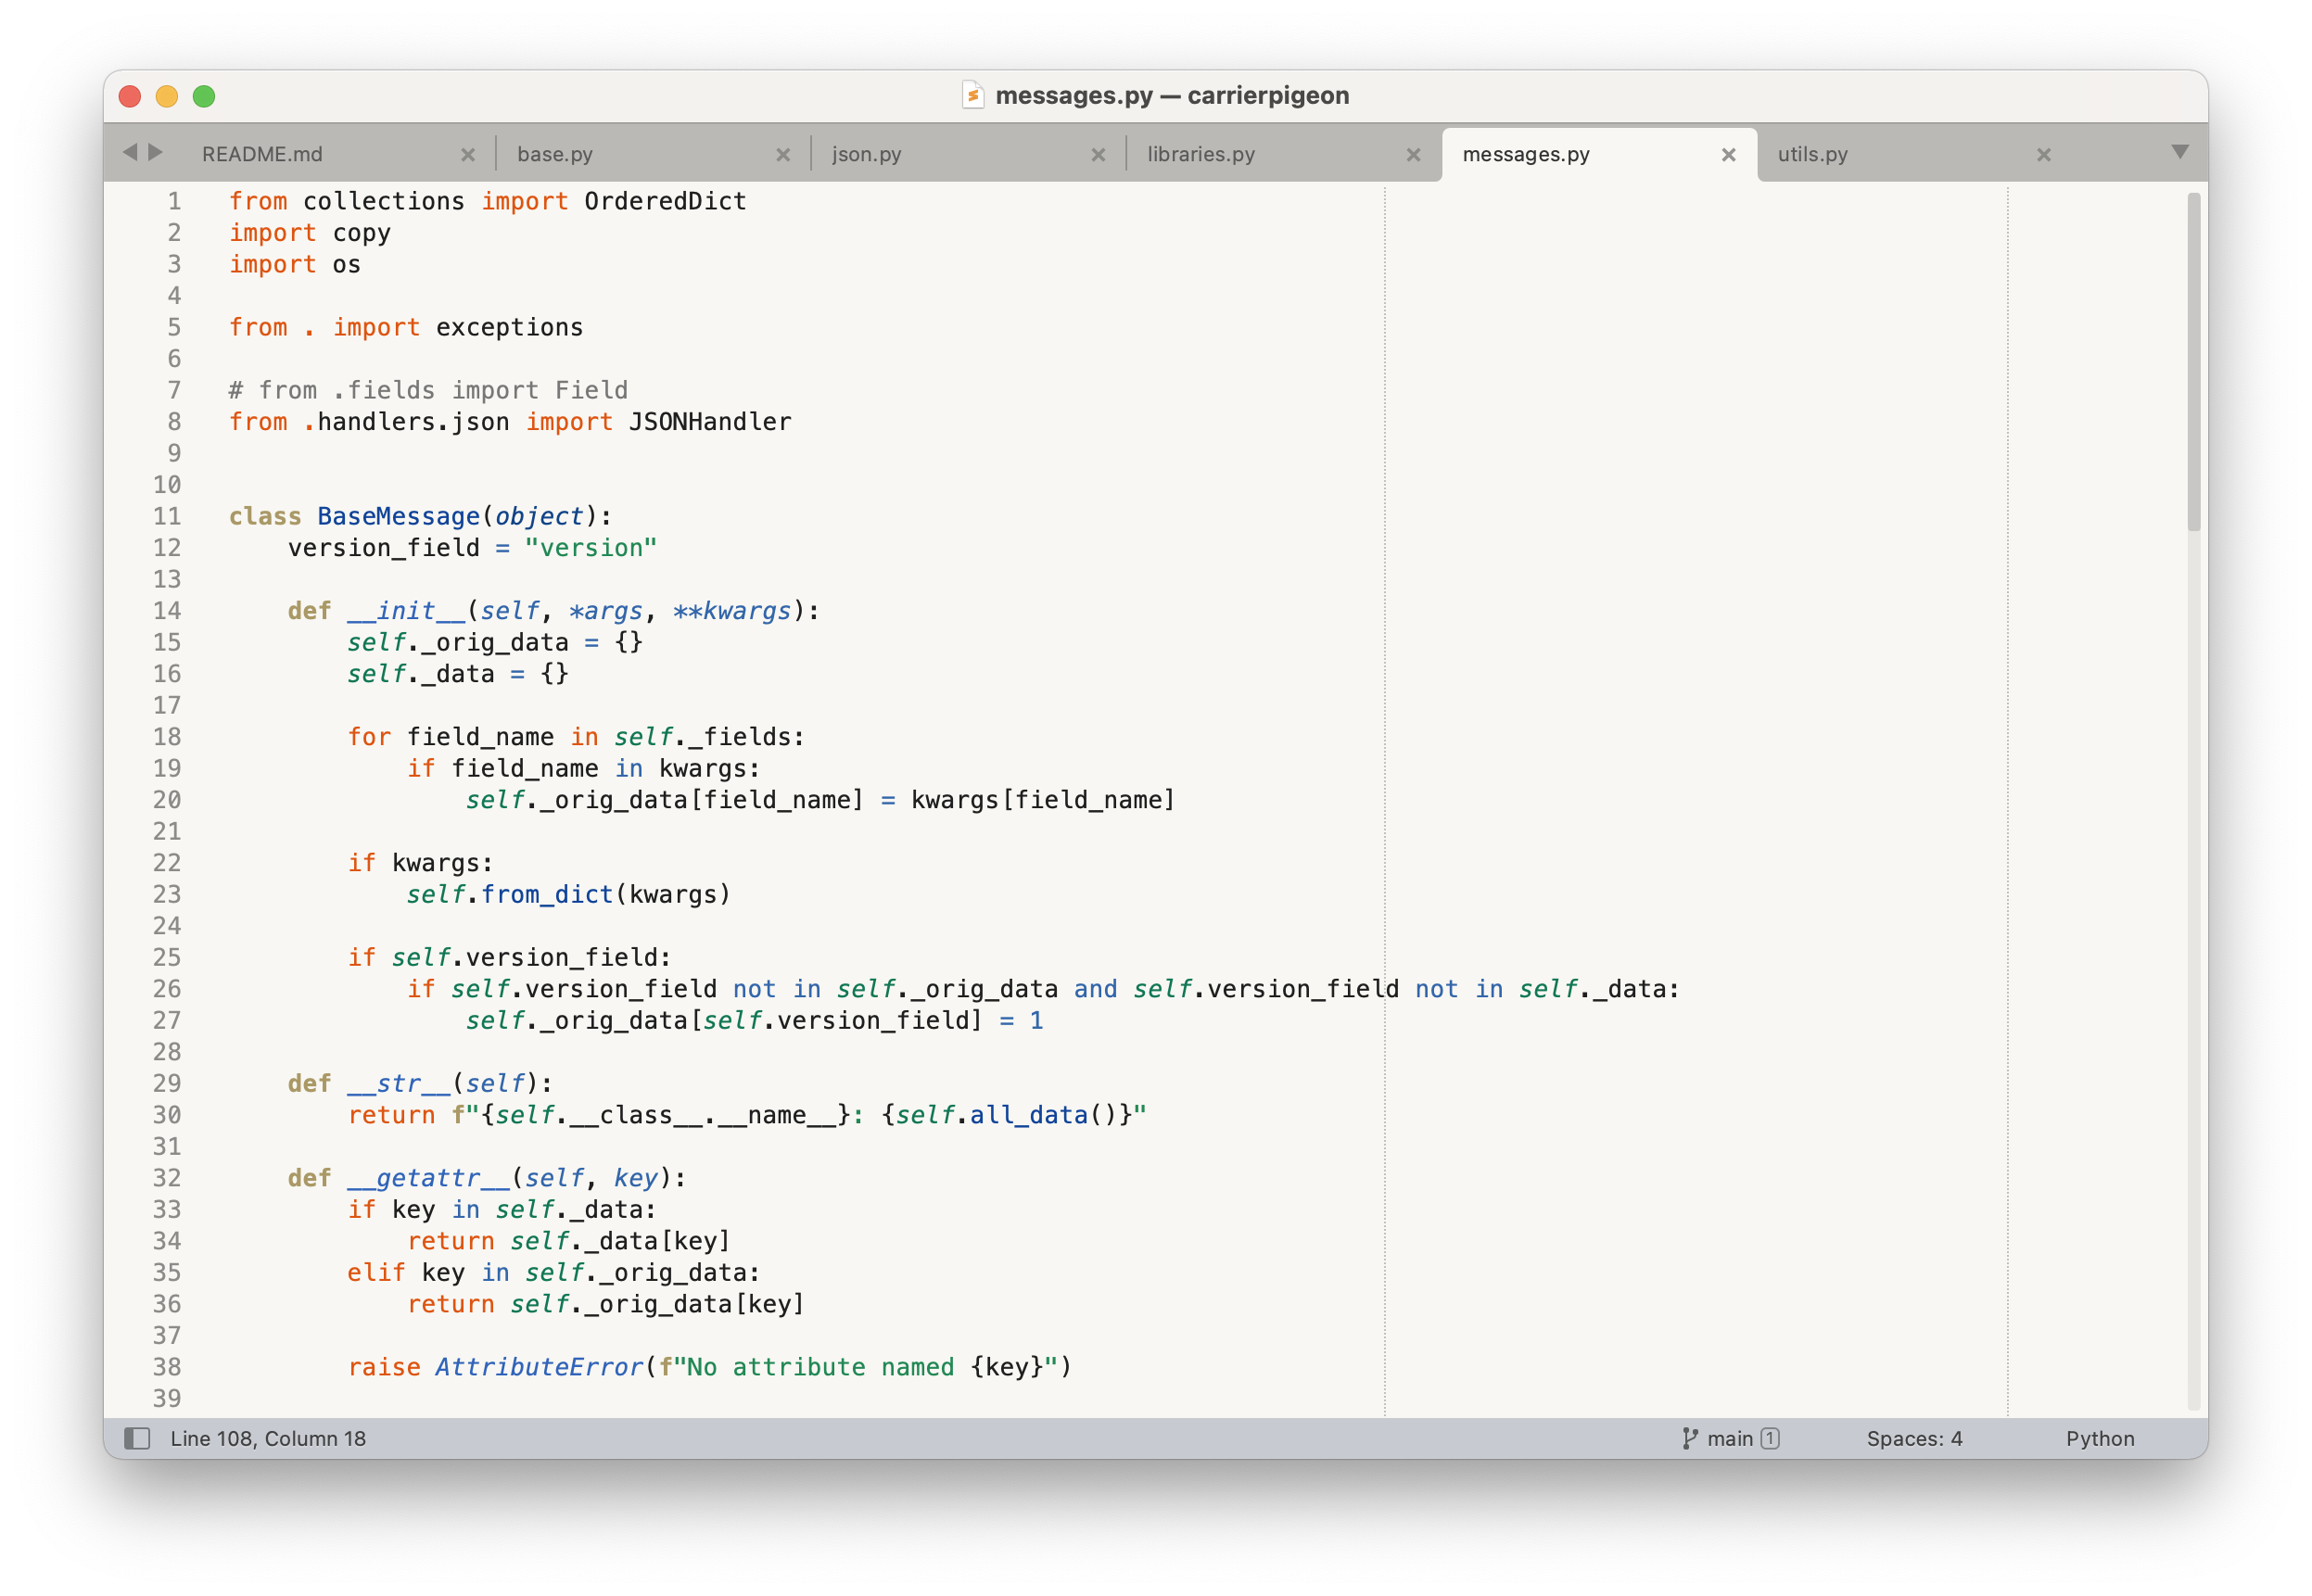 messages.py — carrierpigeon
README.md base.py json.py libraries.py messages.py utils.py
1 from collections import OrderedDict
2 import copy
3 import os
4
5 from . import exceptions
6
7 # from .fields import Field
8 from .handlers.json import JSONHandler
9
10
11 class BaseMessage(object):
12     version_field = "version"
13
14     def __init__(self, *args, **kwargs):
15         self._orig_data = {}
16         self._data = {}
17
18         for field_name in self._fields:
19             if field_name in kwargs:
20                 self._orig_data[field_name] = kwargs[field_name]
21
22         if kwargs:
23             self.from_dict(kwargs)
24
25         if self.version_field:
26             if self.version_field not in self._orig_data and self.version_field not in self._data:
27                 self._orig_data[self.version_field] = 1
28
29     def __str__(self):
30         return f"{self.__class__.__name__}: {self.all_data()}"
31
32     def __getattr__(self, key):
33         if key in self._data:
34             return self._data[key]
35         elif key in self._orig_data:
36             return self._orig_data[key]
37
38         raise AttributeError(f"No attribute named {key}")
39
Line 108, Column 18 main 1 Spaces: 4 Python